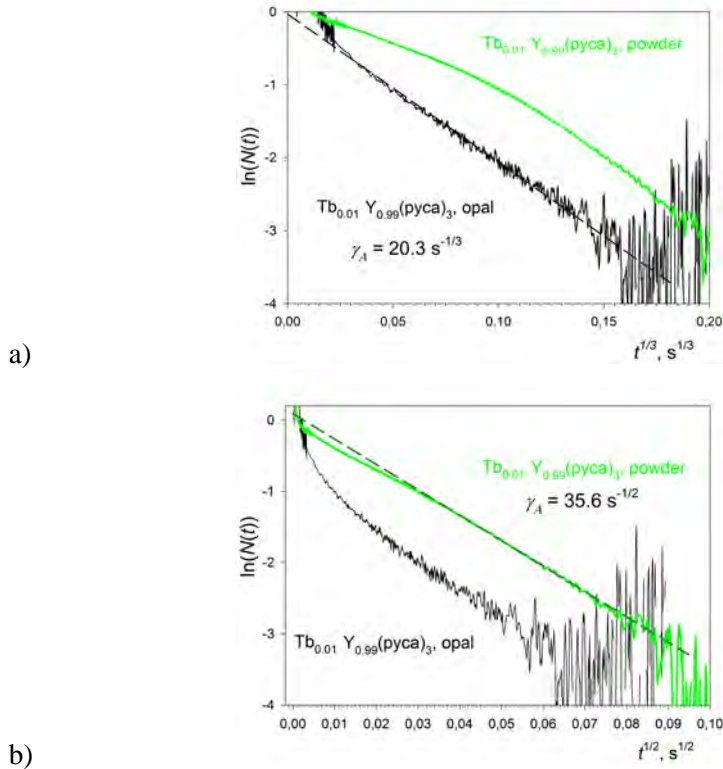 0
-1
-2
-3
-4
ln(N(t))
Tb0.01 Y0.99(pyca)3, powder
Tb0.01 Y0.99(pyca)3, opal
γA = 20.3 s-1/3
0,00 0,05 0,10 0,15 0,20
t1/3, s1/3
a)
0
-1
-2
-3
-4
ln(N(t))
Tb0.01 Y0.99(pyca)3, powder
γA = 35.6 s-1/2
Tb0.01 Y0.99(pyca)3, opal
0,00 0,01 0,02 0,03 0,04 0,05 0,06 0,07 0,08 0,09 0,10
t1/2, s1/2
b)